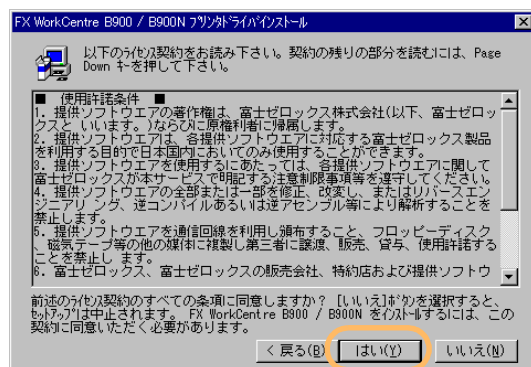 FX WorkCentre B900 / B900N ﾌﾟﾘﾝﾀﾄﾞﾗｲﾊﾞｲﾝｽﾄｰﾙ
以下のﾗｲｾﾝｽ契約をお読み下さい。契約の残りの部分を読むには、Page
Down キーを押して下さい。
■ 使用許諾条件 ■
1. 提供ソフトウエアの著作権は、富士ゼロックス株式会社(以下、富士ゼロッ
クスと いいます。)ならびに原権利者に帰属します。
2. 提供ソフトウエアは、各提供ソフトウエアに対応する富士ゼロックス製品
を利用する目的で日本国内においてのみ使用することができます。
3. 提供ソフトウエアを使用するにあたっては、各提供ソフトウエアに関して
富士ゼロックスが本サービスで明記する注意制限事項等を遵守してください。
4. 提供ソフトウエアの全部または一部を修正、改変し、またはリバースエン
ジニアリ ング、逆コンパイルあるいは逆アセンブル等により解析することを
禁止します。
5. 提供ソフトウエアを通信回線を利用し頒布すること、フロッピーディスク
、磁気テープ等の他の媒体に複製し第三者に譲渡、販売、貸与、使用許諾する
ことを禁止し ます。
6. 富士ゼロックス、富士ゼロックスの販売会社、特約店および提供ソフトウ
前述のﾗｲｾﾝｽ契約のすべての条項に同意しますか? [いいえ]ﾎﾞﾀﾝを選択すると、
ｾｯﾄｱｯﾌﾟは中止されます。 FX WorkCentre B900 / B900N をｲﾝｽﾄｰﾙするには、この
契約に同意いただく必要があります。
< 戻る(B) はい(Y) いいえ(N)